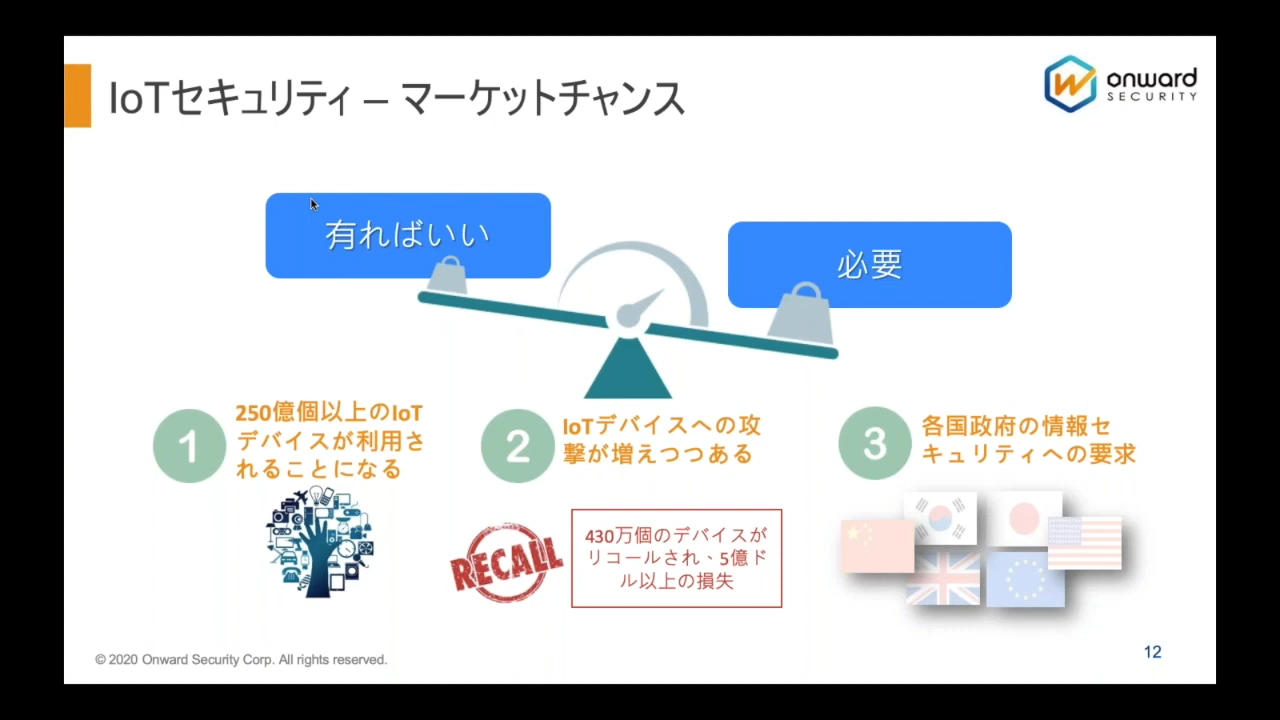 IoTセキュリティ – マーケットチャンス
onward
SECURITY
有ればいい
必要
1
250億個以上のIoT
デバイスが利用さ
れることになる
2
IoTデバイスへの攻
撃が増えつつある
3
各国政府の情報セ
キュリティへの要求
RECALL
430万個のデバイスが
リコールされ、5億ド
ル以上の損失
© 2020 Onward Security Corp. All rights reserved.
12